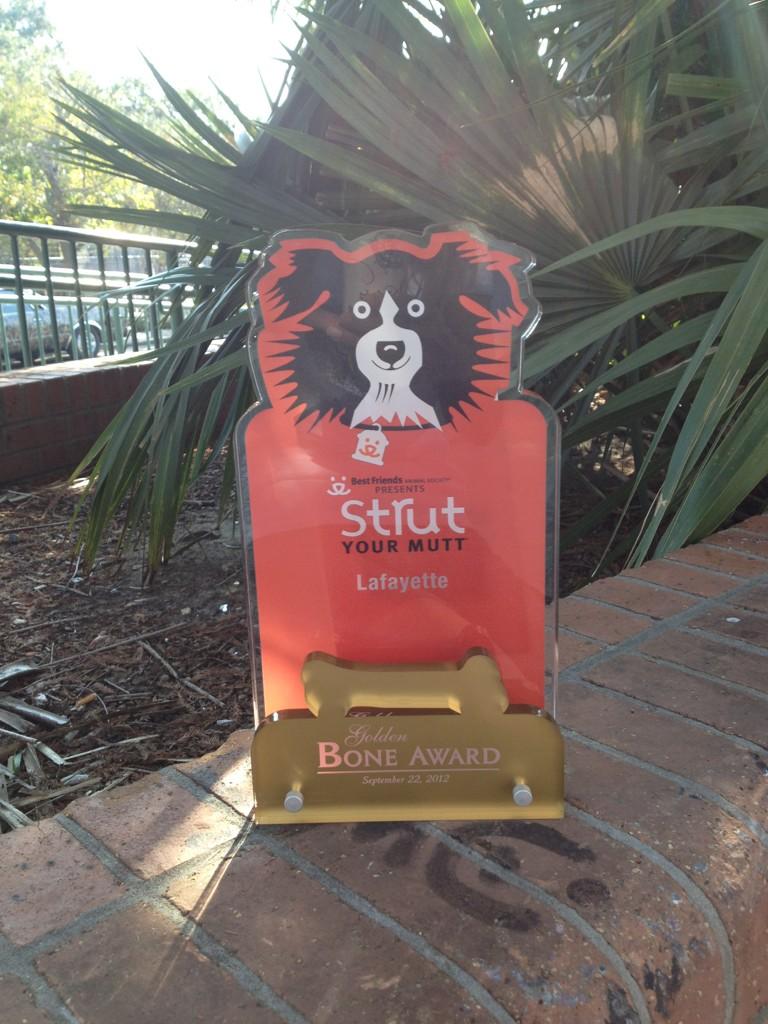 Best Friends ANIMAL SOCIETY
PRESENTS
Strut
YOUR MUTT
Lafayette
Golden
BONE AWARD
September 22, 2012